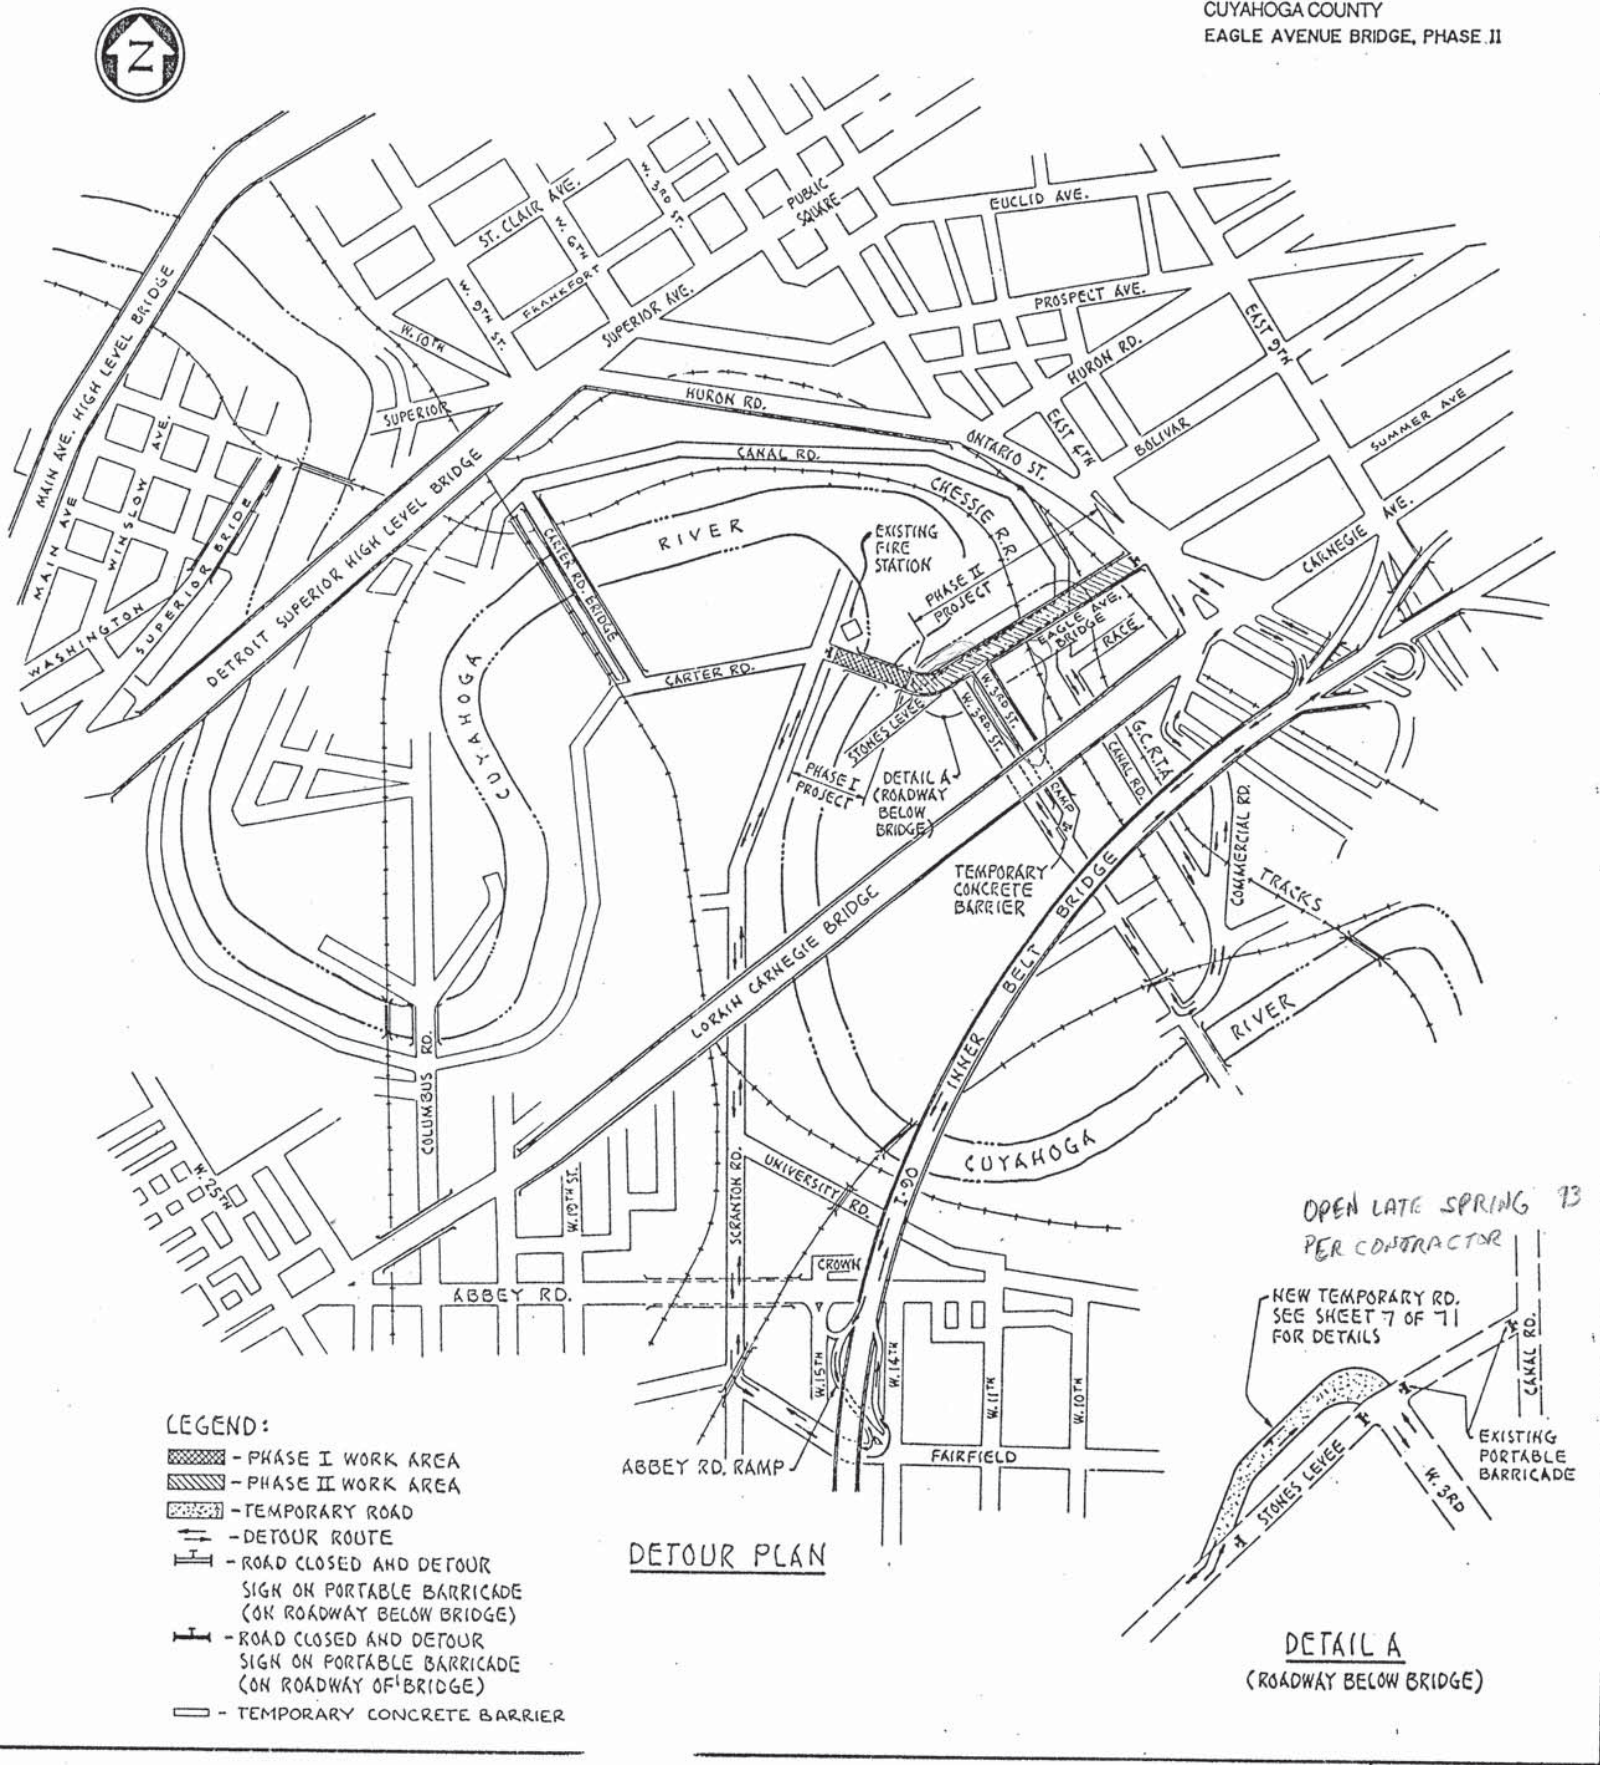 CUYAHOGA COUNTY
EAGLE AVENUE BRIDGE, PHASE II
N
MAIN AVE. HIGH LEVEL BRIDGE
ST. CLAIR AVE.
W. 3RD ST.
W. 6TH
FRANKFORT
W. 9TH ST.
W. 10TH
SUPERIOR AVE.
PUBLIC
SQUARE
EUCLID AVE.
PROSPECT AVE.
EAST 9TH
HURON RD.
EAST 4TH
BOLIVAR
SUMMER AVE
CARNEGIE AVE.
ONTARIO ST.
HURON RD.
CANAL RD.
CHESSIE R.R.
SUPERIOR
MAIN AVE
WINSLOW AVE.
WASHINGTON
SUPERIOR BRIDE
DETROIT SUPERIOR HIGH LEVEL BRIDGE
RIVER
EXISTING
FIRE
STATION
CARTER RD. BRIDGE
CARTER RD.
PHASE II
PROJECT
EAGLE AVE.
BRIDGE
RACE
W. 3RD ST.
W. 3RD. ST.
STONES LEVEE
PHASE I
PROJECT
DETAIL A
(ROADWAY
BELOW
BRIDGE)
CUYAHOGA
G.C.R.T.A.
CANAL RD.
RAMP
COMMERCIAL RD.
TRACKS
TEMPORARY
CONCRETE
BARRIER
LORAIN CARNEGIE BRIDGE
INNER BELT BRIDGE
I-90
RIVER
CUYAHOGA
COLUMBUS RD.
W. 25TH
W. 19TH ST.
SCRANTON RD.
UNIVERSITY RD.
CROWN
ABBEY RD.
W. 15TH
W. 14TH
W. 11TH
W. 10TH
FAIRFIELD
ABBEY RD. RAMP
OPEN LATE SPRING 93
PER CONTRACTOR
NEW TEMPORARY RD.
SEE SHEET 7 OF 71
FOR DETAILS
CANAL RD.
STONES LEVEE
W. 3RD
EXISTING
PORTABLE
BARRICADE
DETAIL A
(ROADWAY BELOW BRIDGE)
LEGEND:
- PHASE I WORK AREA
- PHASE II WORK AREA
- TEMPORARY ROAD
- DETOUR ROUTE
- ROAD CLOSED AND DETOUR
SIGN ON PORTABLE BARRICADE
(ON ROADWAY BELOW BRIDGE)
- ROAD CLOSED AND DETOUR
SIGN ON PORTABLE BARRICADE
(ON ROADWAY OF BRIDGE)
- TEMPORARY CONCRETE BARRIER
DETOUR PLAN